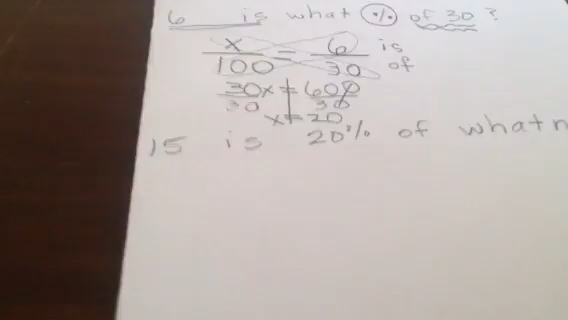 6 is what % of 30?
x/100 = 6/30 is of
30x = 600
30 30
x = 20
15 is 20% of what